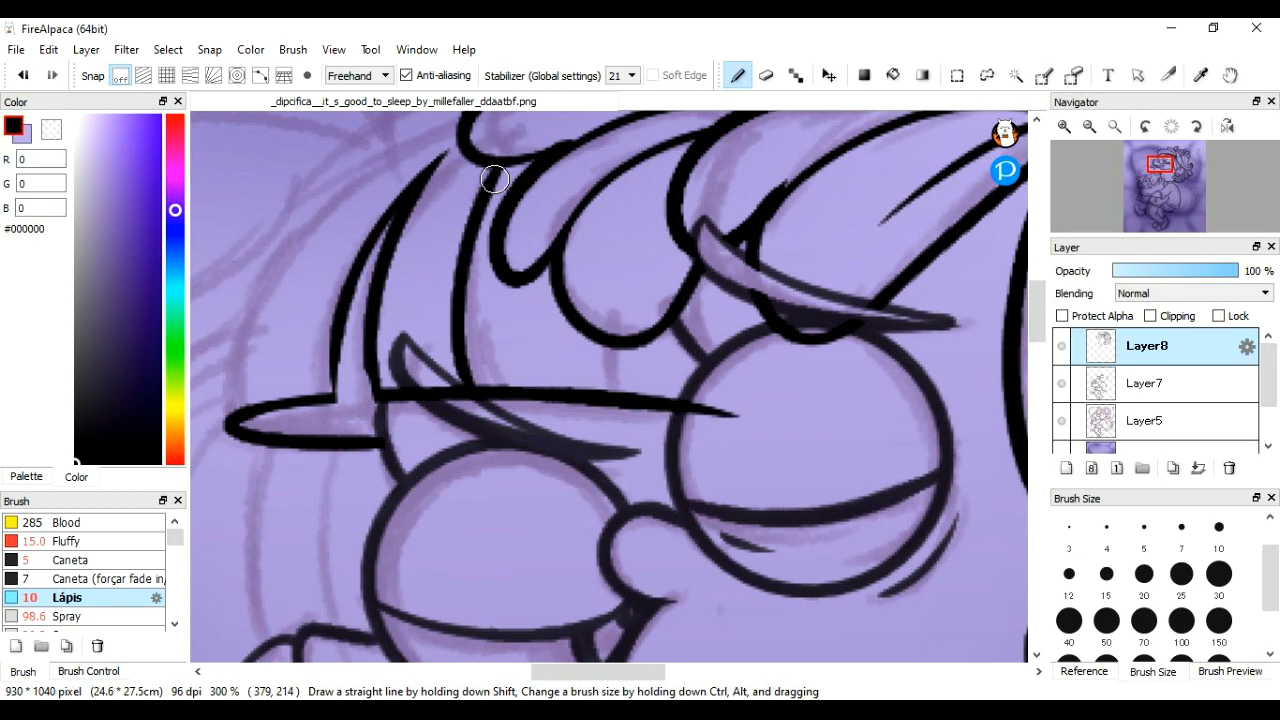 FireAlpaca (64bit)
File Edit Layer Filter Select Snap Color Brush View Tool Window Help
Snap off Freehand Anti-aliasing Stabilizer (Global settings) 21 Soft Edge T
Color _dipcifica__it_s_good_to_sleep_by_millefaller_ddaatbf.png Navigator
R 0
G 0
B 0
#000000
P
Layer
Opacity 100 %
Blending Normal
Protect Alpha Clipping Lock
Layer8
Layer7
Layer5
8 1
Palette Color
Brush
285 Blood
15.0 Fluffy
5 Caneta
7 Caneta (forçar fade in/
10 Lápis
98.6 Spray
Brush Brush Control
Brush Size
3 4 5 7 10
12 15 20 25 30
40 50 70 100 150
Reference Brush Size Brush Preview
930 * 1040 pixel (24.6 * 27.5cm) 96 dpi 300 % ( 379, 214 ) Draw a straight line by holding down Shift, Change a brush size by holding down Ctrl, Alt, and dragging